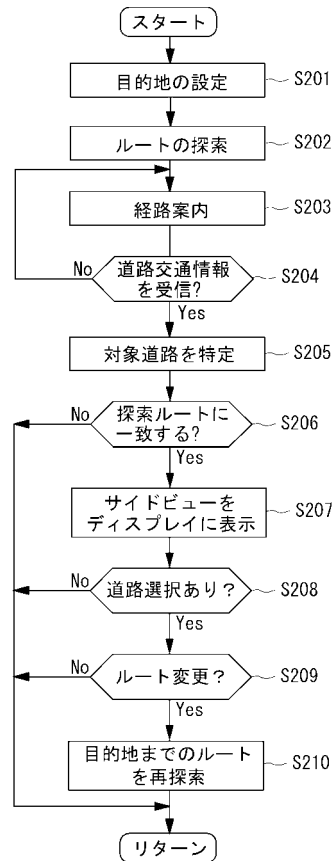 スタート
目的地の設定
S201
ルートの探索
S202
経路案内
S203
No
道路交通情報
を受信?
S204
Yes
対象道路を特定
S205
No
探索ルートに
一致する?
S206
Yes
サイドビューを
ディスプレイに表示
S207
No
道路選択あり?
S208
Yes
No
ルート変更?
S209
Yes
目的地までのルート
を再探索
S210
リターン